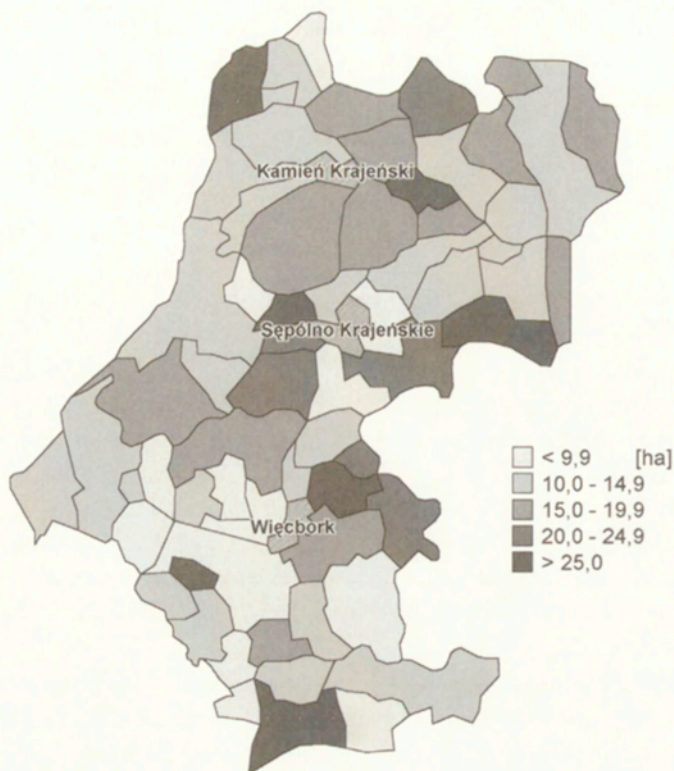 Kamień Krajeński
Sępólno Krajeńskie
Więcbork
< 9,9 [ha]
10,0 - 14,9
15,0 - 19,9
20,0 - 24,9
> 25,0